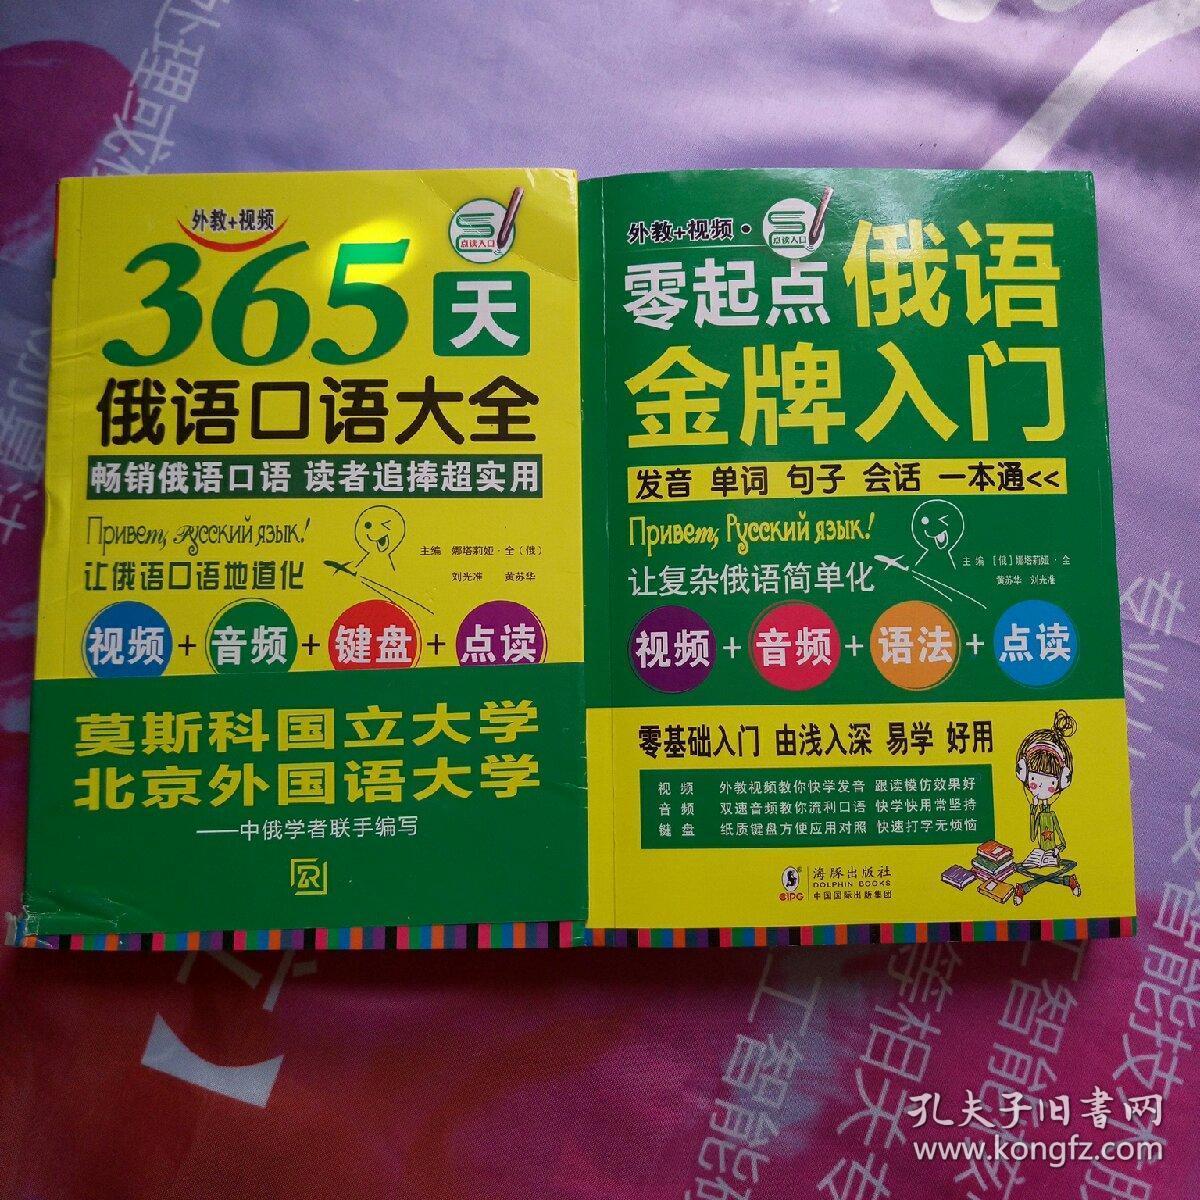 外教+视频
点读入口
365天
俄语口语大全
畅销俄语口语 读者追捧超实用
Привет, Русский язык!
让俄语口语地道化
主编 娜塔莉娅·全(俄)
刘光准 黄苏华
视频+音频+键盘+点读
莫斯科国立大学
北京外国语大学
——中俄学者联手编写
外教+视频·
点读入口
零起点 俄语
金牌入门
发音 单词 句子 会话 一本通<<
Привет, Русский язык!
让复杂俄语简单化
主编 [俄]娜塔莉娅·全
黄苏华 刘光准
视频+音频+语法+点读
零基础入门 由浅入深 易学 好用
视频 外教视频教你快学发音 跟读模仿效果好
音频 双速音频教你流利口语 快学快用常坚持
键盘 纸质键盘方便应用对照 快速打字无烦恼
海豚出版社
DOLPHIN BOOKS
CIPG 中国国际出版集团
孔夫子旧书网
www.kongfz.com